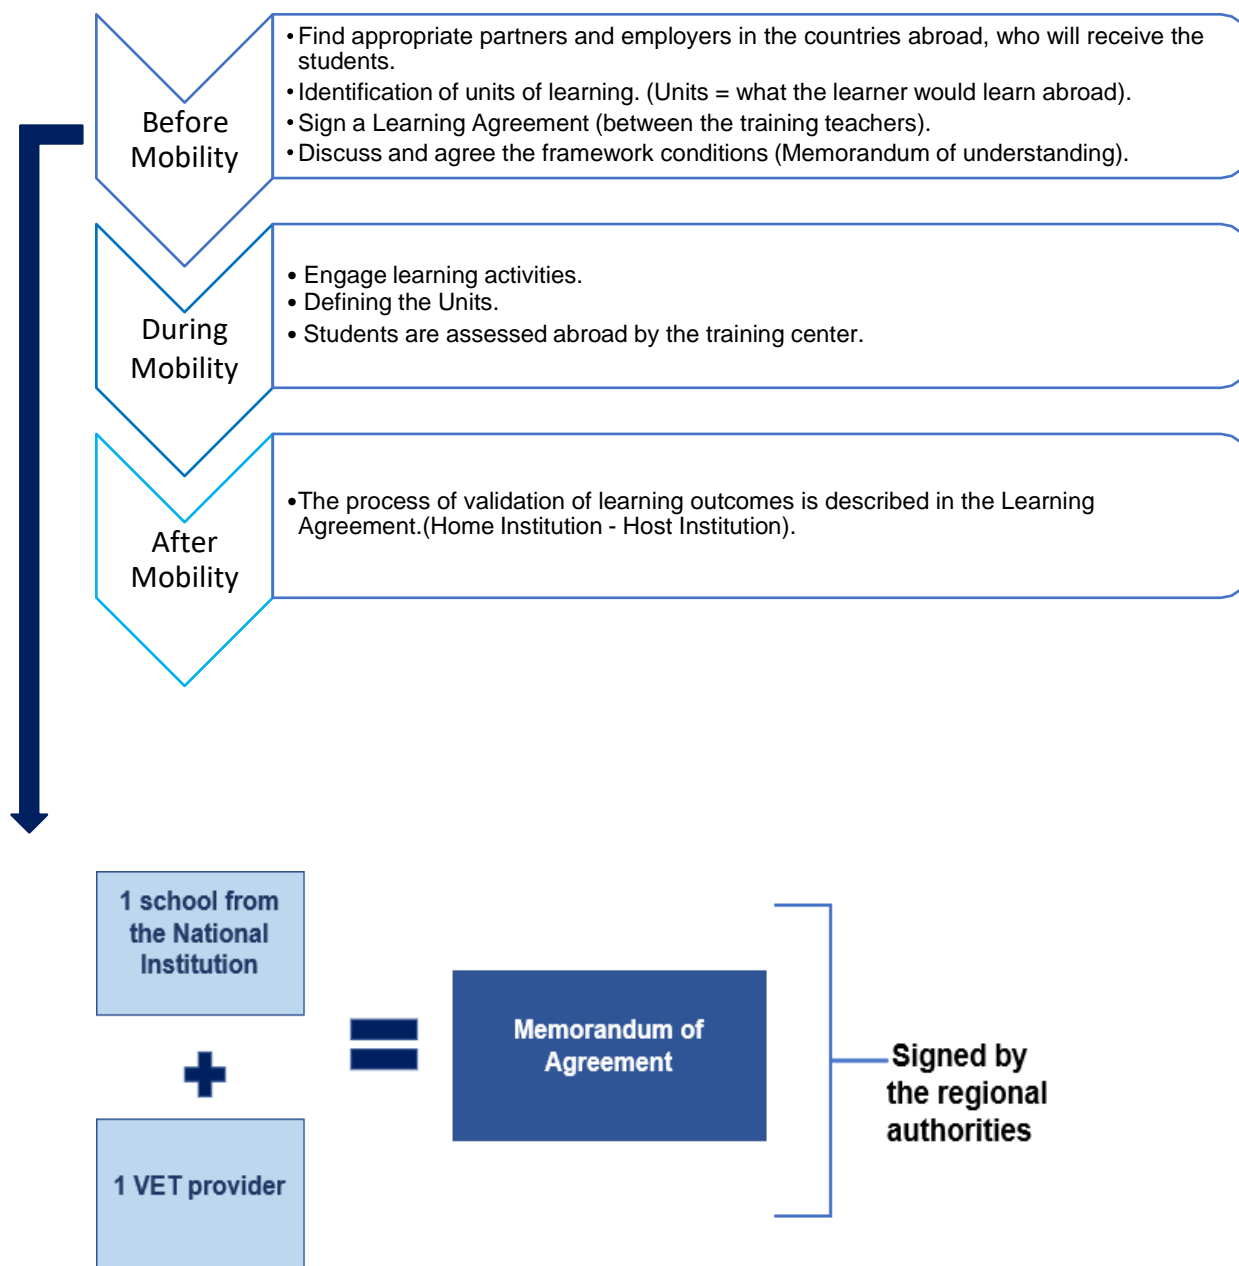 Before
Mobility
• Find appropriate partners and employers in the countries abroad, who will receive the
students.
• Identification of units of learning. (Units = what the learner would learn abroad).
• Sign a Learning Agreement (between the training teachers).
• Discuss and agree the framework conditions (Memorandum of understanding).
During
Mobility
• Engage learning activities.
• Defining the Units.
• Students are assessed abroad by the training center.
After
Mobility
•The process of validation of learning outcomes is described in the Learning
Agreement.(Home Institution - Host Institution).
1 school from
the National
Institution
+
1 VET provider
=
Memorandum of
Agreement
Signed by
the regional
authorities